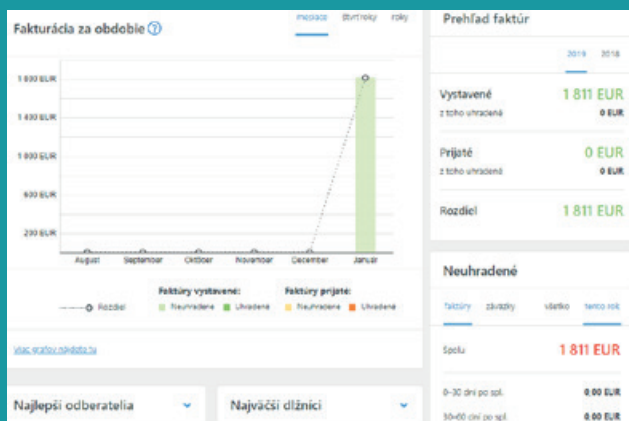 Fakturácia za obdobie ?
mesiace štvrťroky roky
1 800 EUR
1 400 EUR
1 000 EUR
600 EUR
200 EUR
August September Október November December Január
Rozdiel
Faktúry vystavené:
Neuhradené Uhradené
Faktúry prijaté:
Neuhradené Uhradené
Viac grafov nájdete tu
Najlepší odberatelia
Najväčší dlžníci
Prehľad faktúr
2019 2018
Vystavené 1 811 EUR
z toho uhradené 0 EUR
Prijaté 0 EUR
z toho uhradené 0 EUR
Rozdiel 1 811 EUR
Neuhradené
faktúry záväzky všetko tento rok
Spolu 1 811 EUR
0-30 dní po spl. 0,00 EUR
30-60 dní po spl. 0,00 EUR